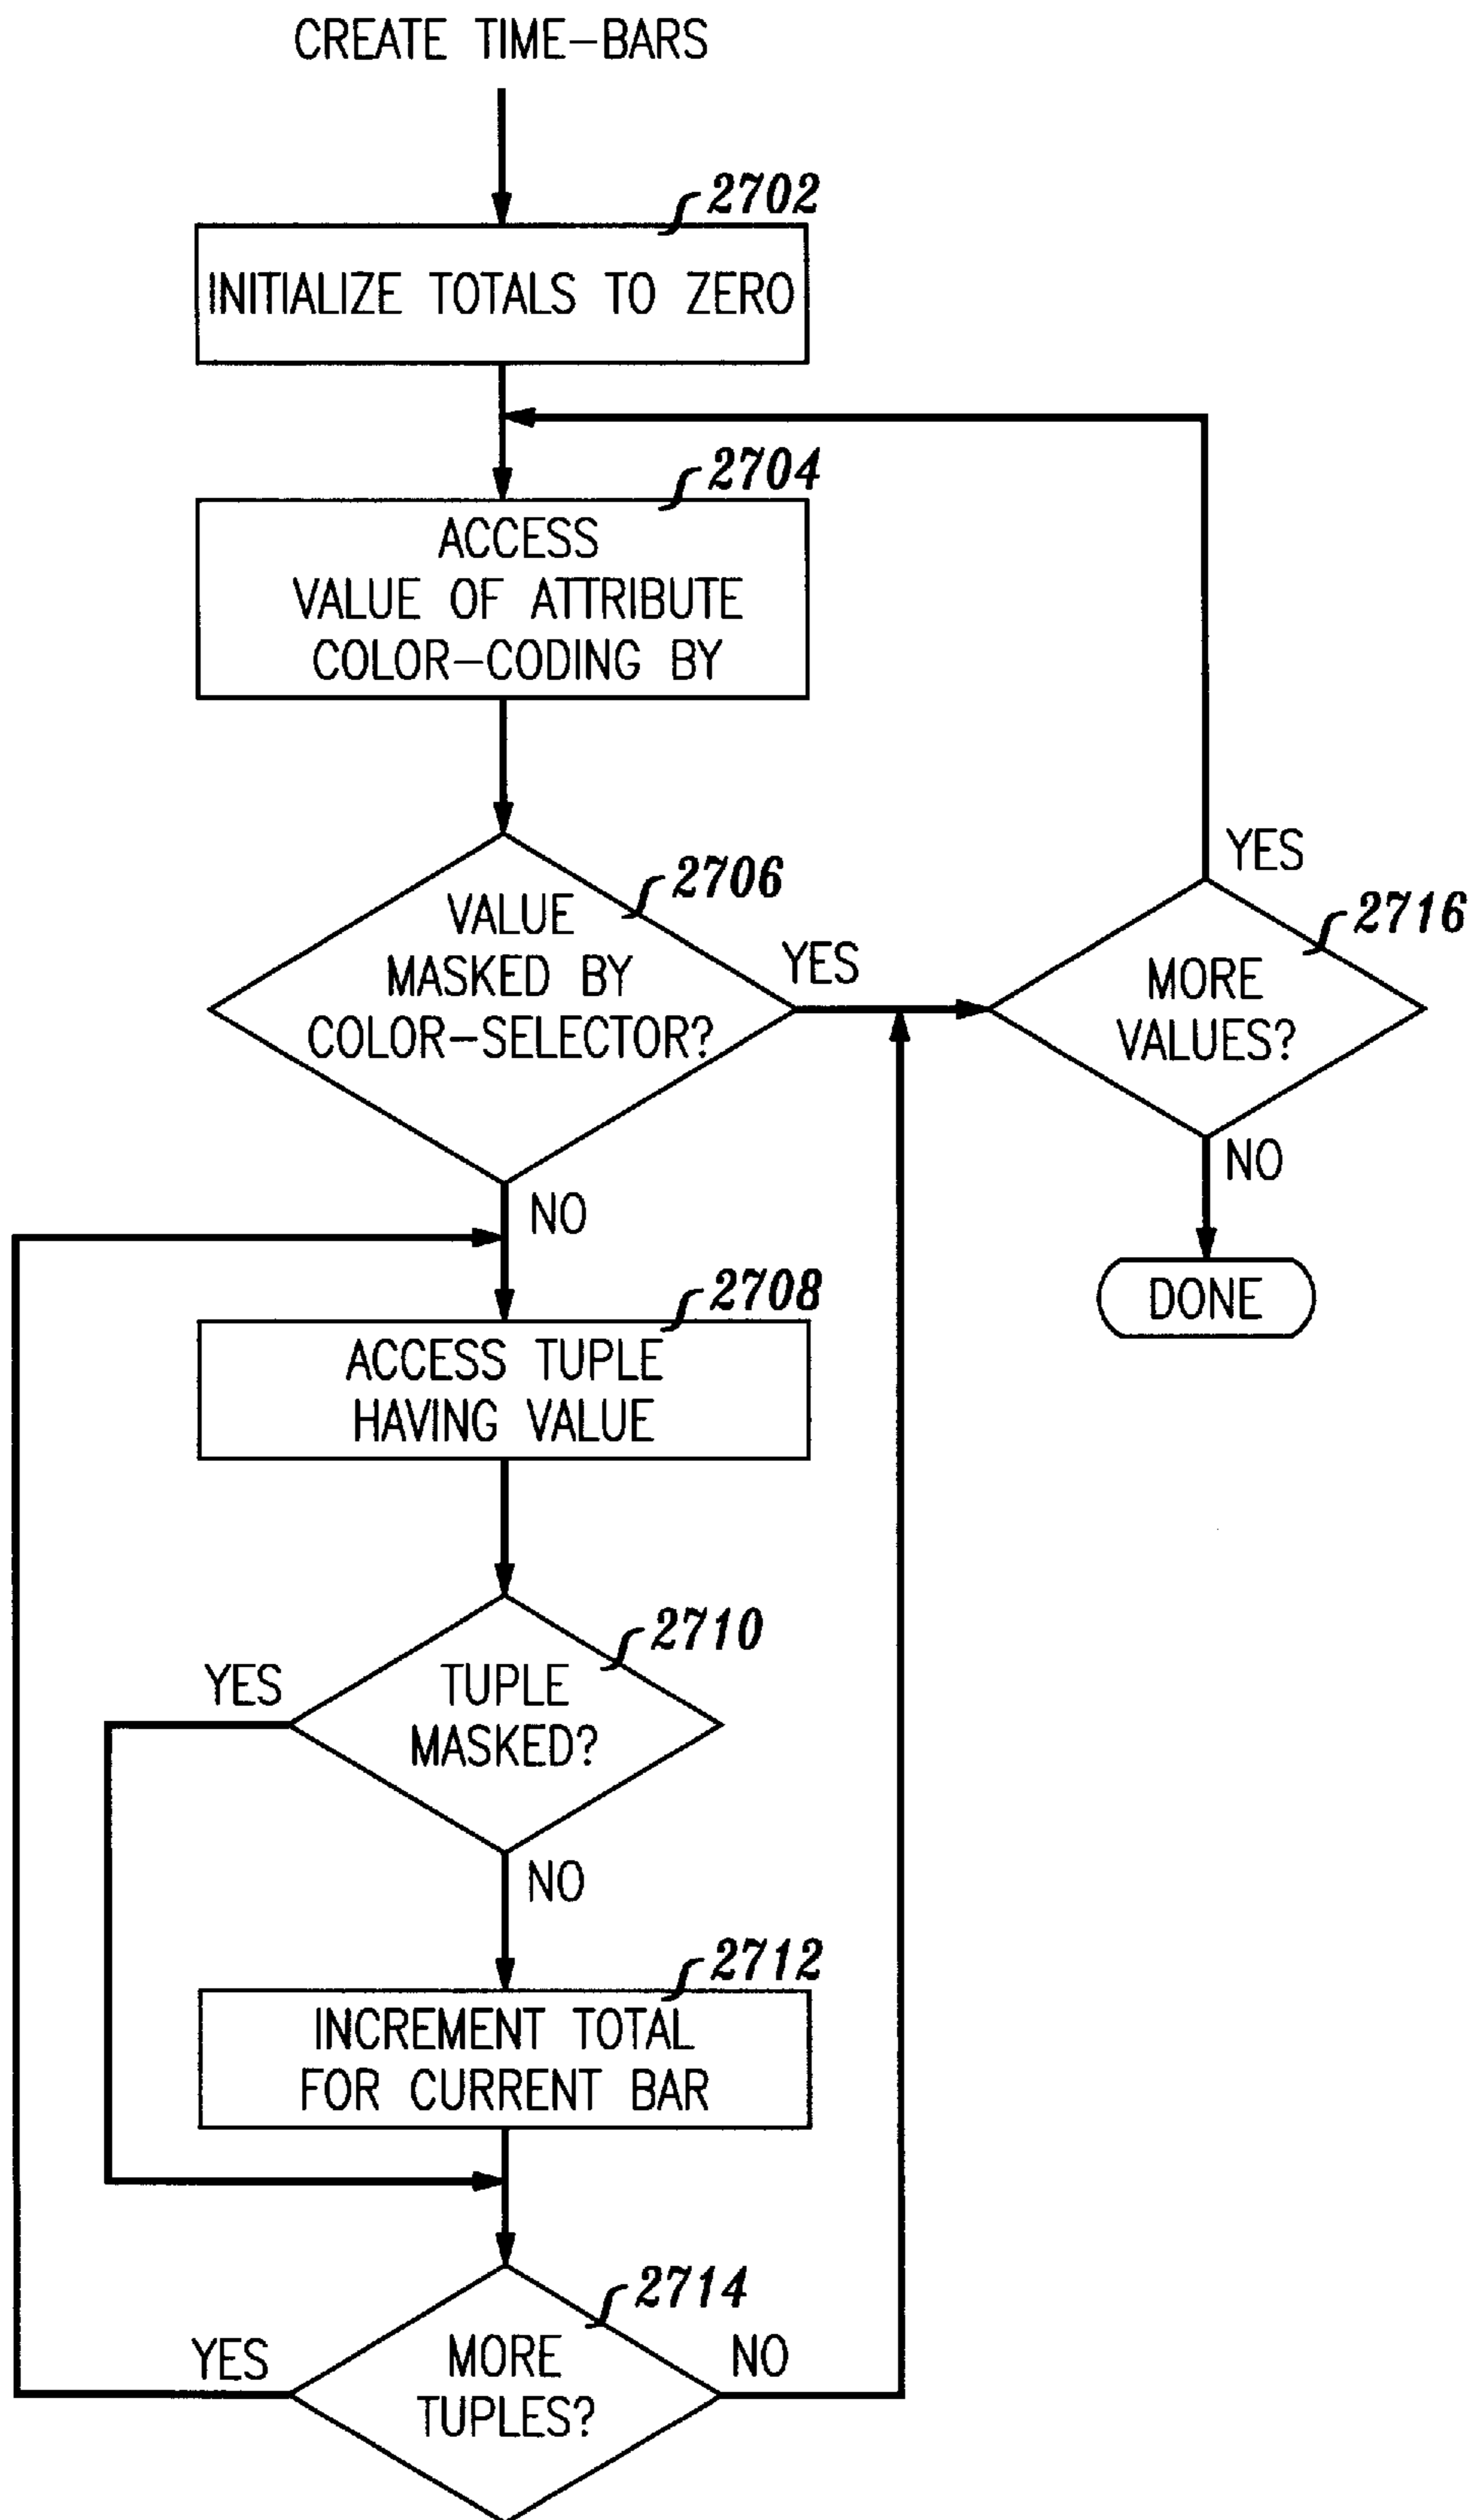 CREATE TIME-BARS
2702
INITIALIZE TOTALS TO ZERO
2704
ACCESS
VALUE OF ATTRIBUTE
COLOR-CODING BY
2706
VALUE
MASKED BY
COLOR-SELECTOR?
YES
NO
YES
2716
MORE
VALUES?
NO
DONE
2708
ACCESS TUPLE
HAVING VALUE
2710
YES
TUPLE
MASKED?
NO
2712
INCREMENT TOTAL
FOR CURRENT BAR
2714
YES
MORE
TUPLES?
NO